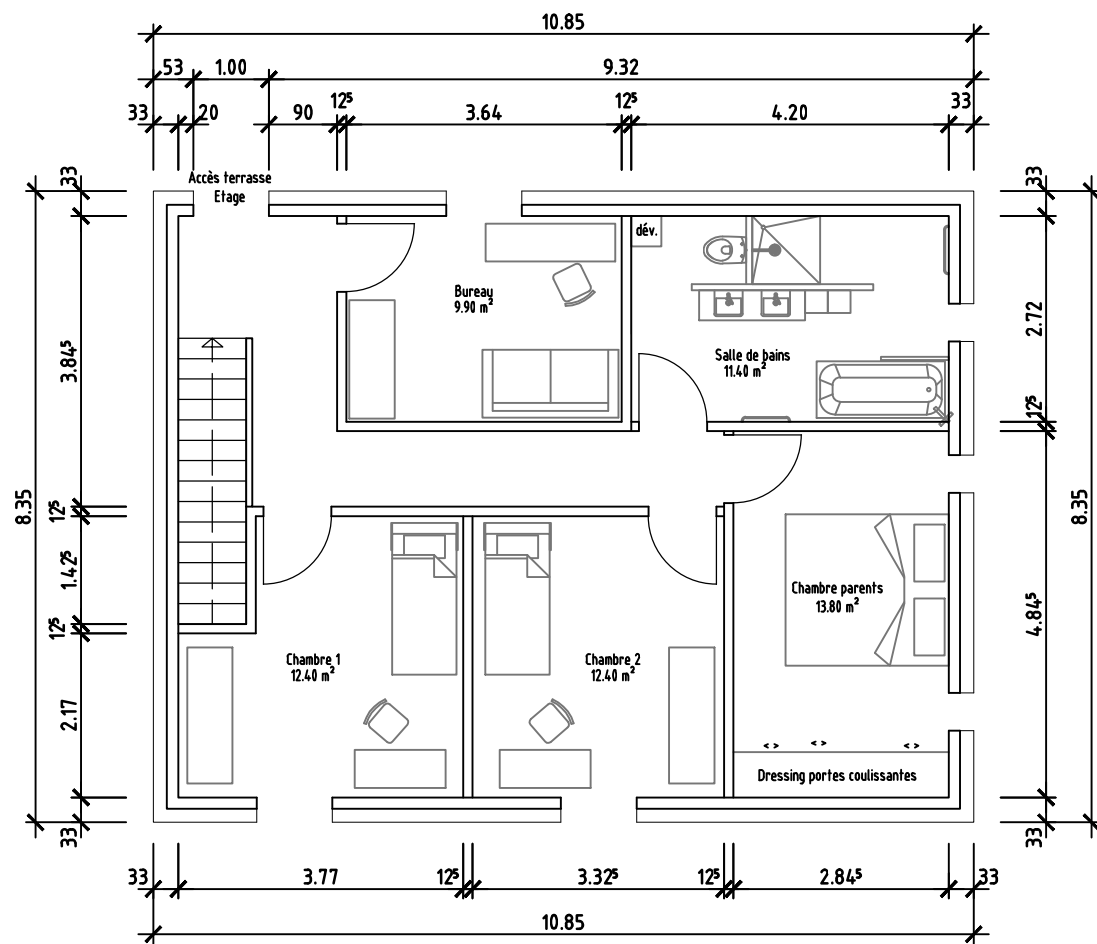 10.85
53 1.00 9.32
33 20 90 12⁵ 3.64 12⁵ 4.20 33
Accès terrasse
Etage
33
33
dév.
Bureau
9.90 m²
Salle de bains
11.40 m²
3.84⁵
2.72
12⁵
8.35
8.35
12⁵
1.42⁵
12⁵
4.84⁵
Chambre parents
13.80 m²
Chambre 1
12.40 m²
Chambre 2
12.40 m²
2.17
< > < > < >
Dressing portes coulissantes
33
33
33 3.77 12⁵ 3.32⁵ 12⁵ 2.84⁵ 33
10.85